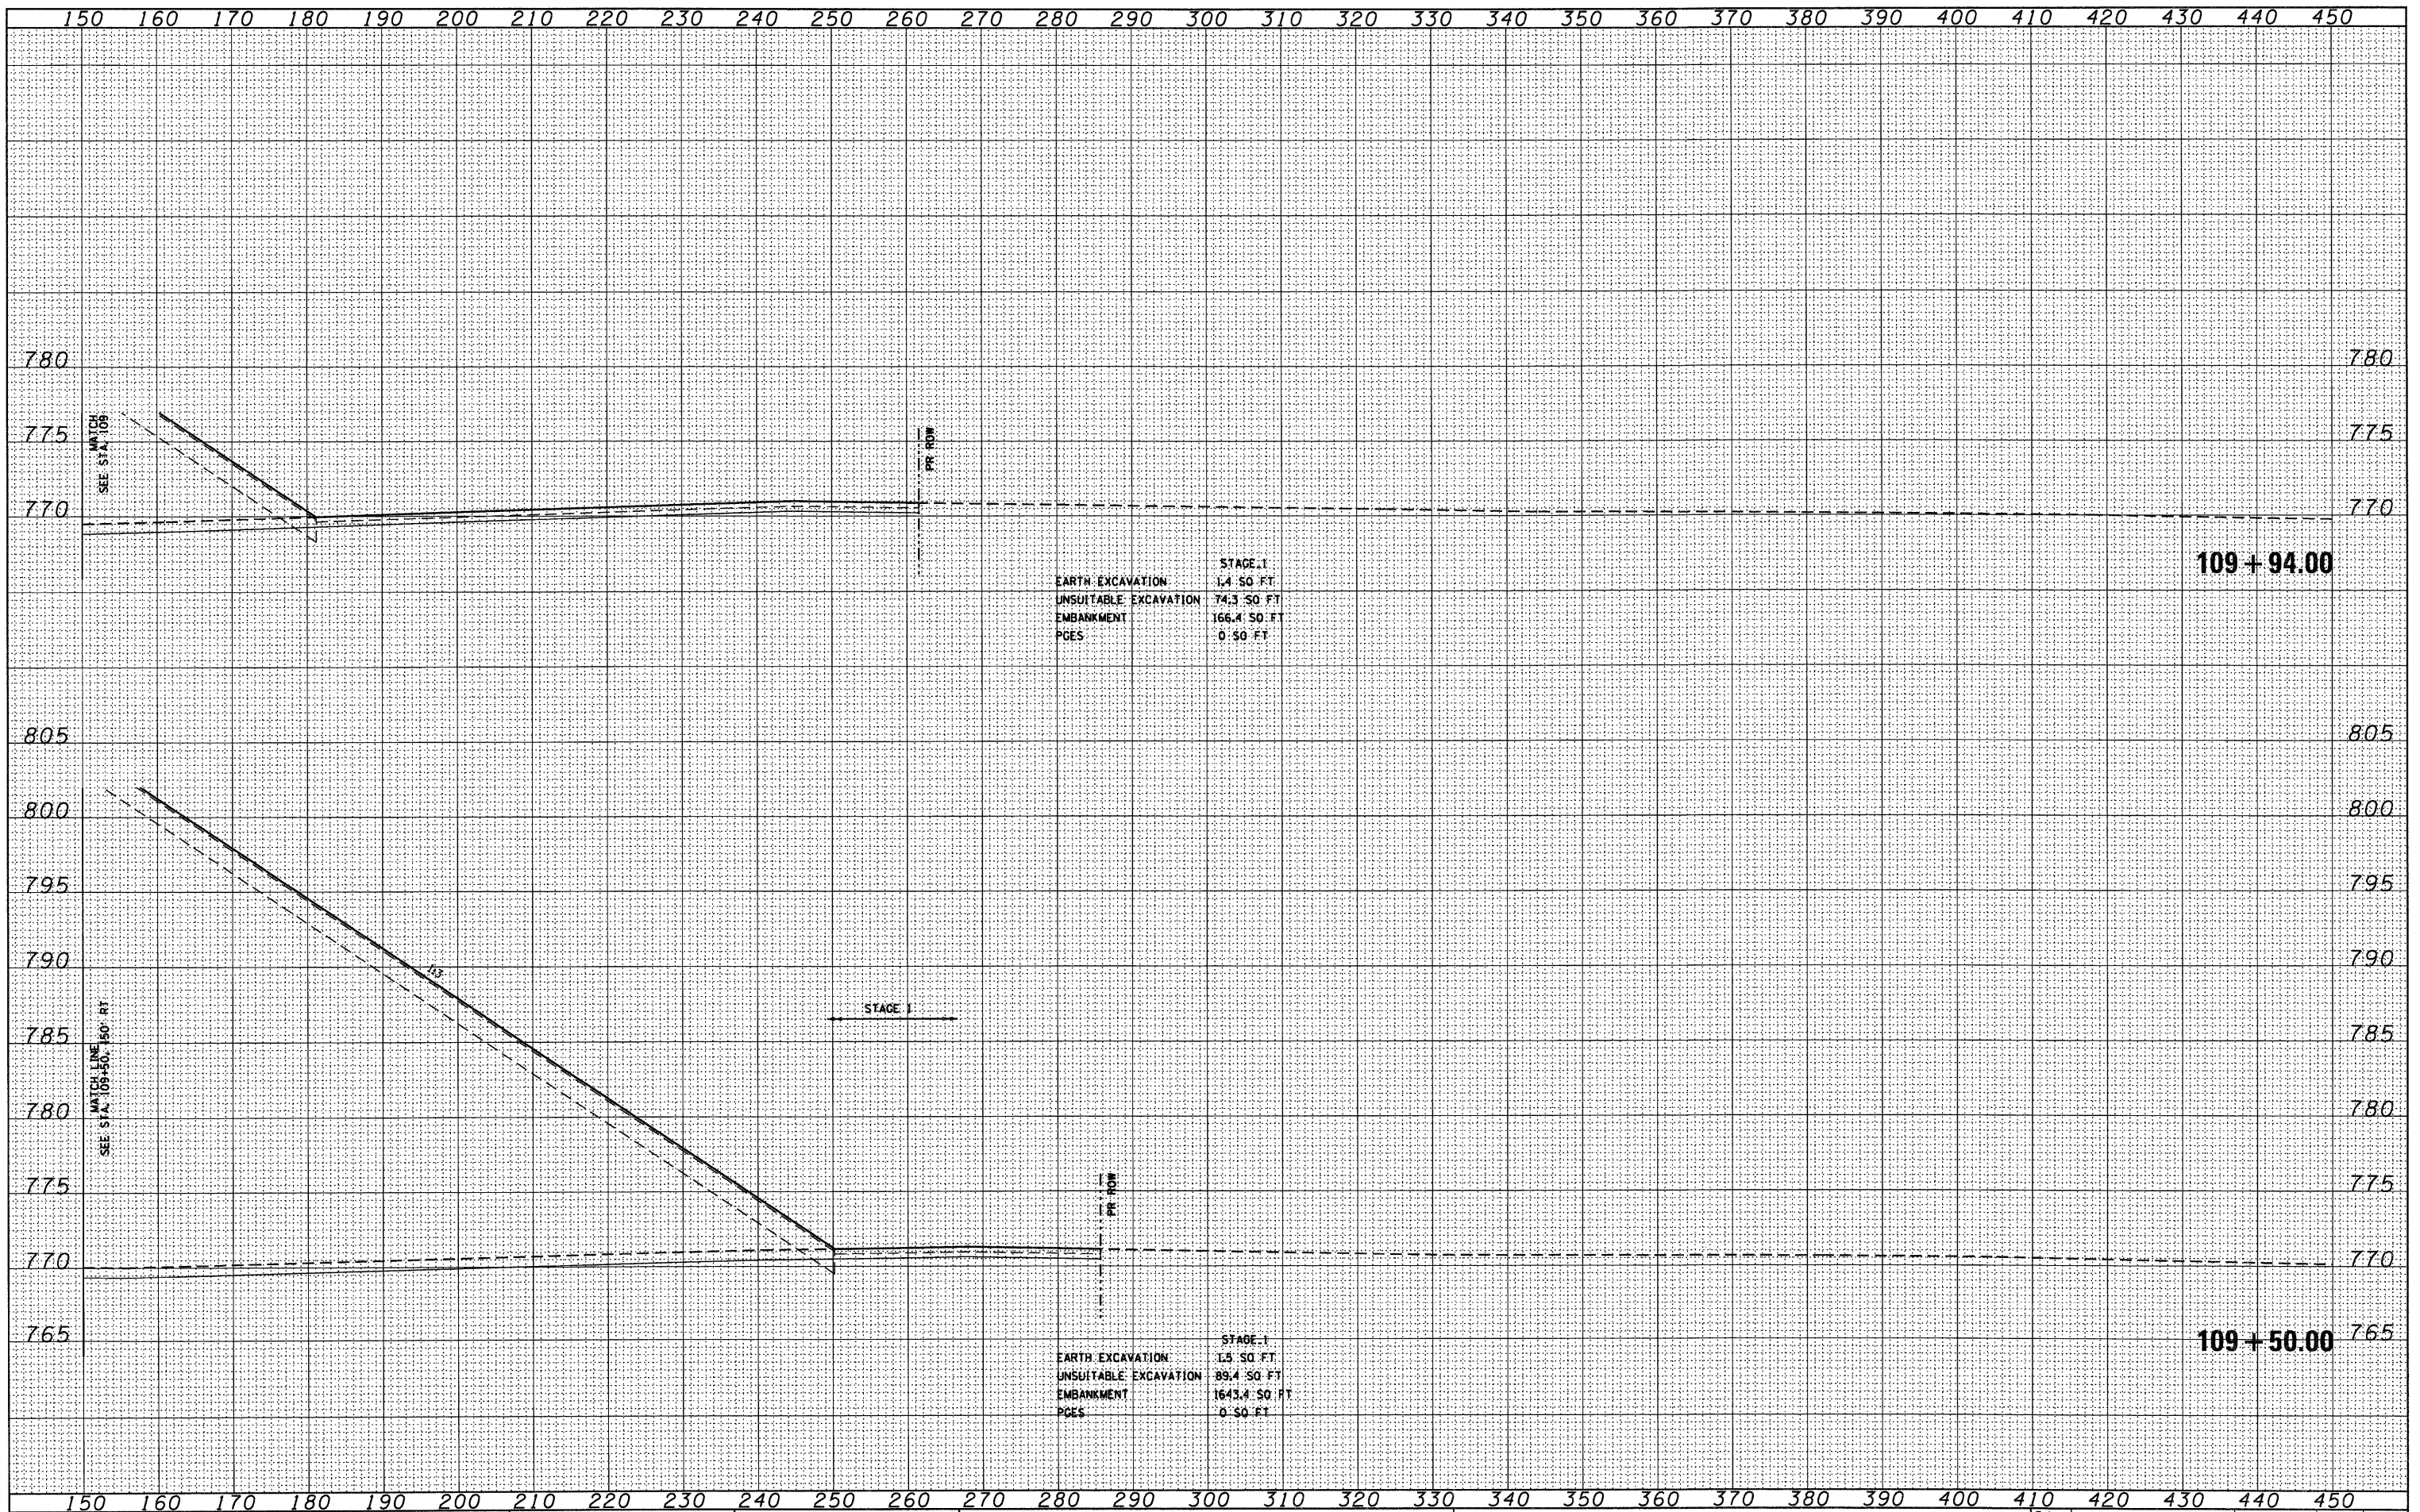 150 160 170 180 190 200 210 220 230 240 250 260 270 280 290 300 310 320 330 340 350 360 370 380 390 400 410 420 430 440 450
780 780
MATCH
SEE STA. 109
775 775
PR ROW
770 770
109 + 94.00
STAGE 1
EARTH EXCAVATION 1.4 SQ FT
UNSUITABLE EXCAVATION 74.3 SQ FT
EMBANKMENT 166.4 SQ FT
PGES 0 SQ FT
805 805
800 800
795 795
790 790
1:3
STAGE 1
785 785
MATCH LINE
SEE STA. 109+50, 150' RT
780 780
775 775
PR ROW
770 770
765 765
109 + 50.00
STAGE 1
EARTH EXCAVATION 1.5 SQ FT
UNSUITABLE EXCAVATION 89.4 SQ FT
EMBANKMENT 1643.4 SQ FT
PGES 0 SQ FT
150 160 170 180 190 200 210 220 230 240 250 260 270 280 290 300 310 320 330 340 350 360 370 380 390 400 410 420 430 440 450